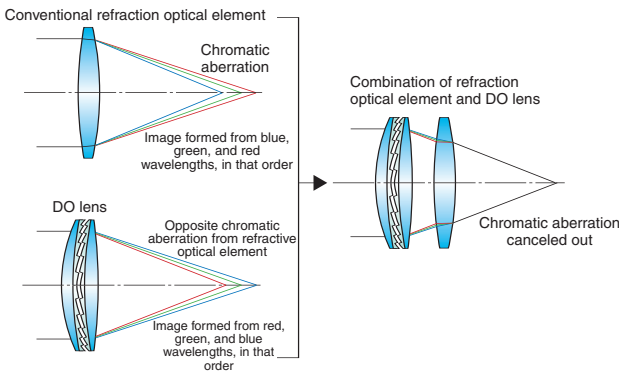 Conventional refraction optical element
Chromatic
aberration
Image formed from blue,
green, and red
wavelengths, in that order
DO lens
Opposite chromatic
aberration from refractive
optical element
Image formed from red,
green, and blue
wavelengths, in that
order
Combination of refraction
optical element and DO lens
Chromatic aberration
canceled out